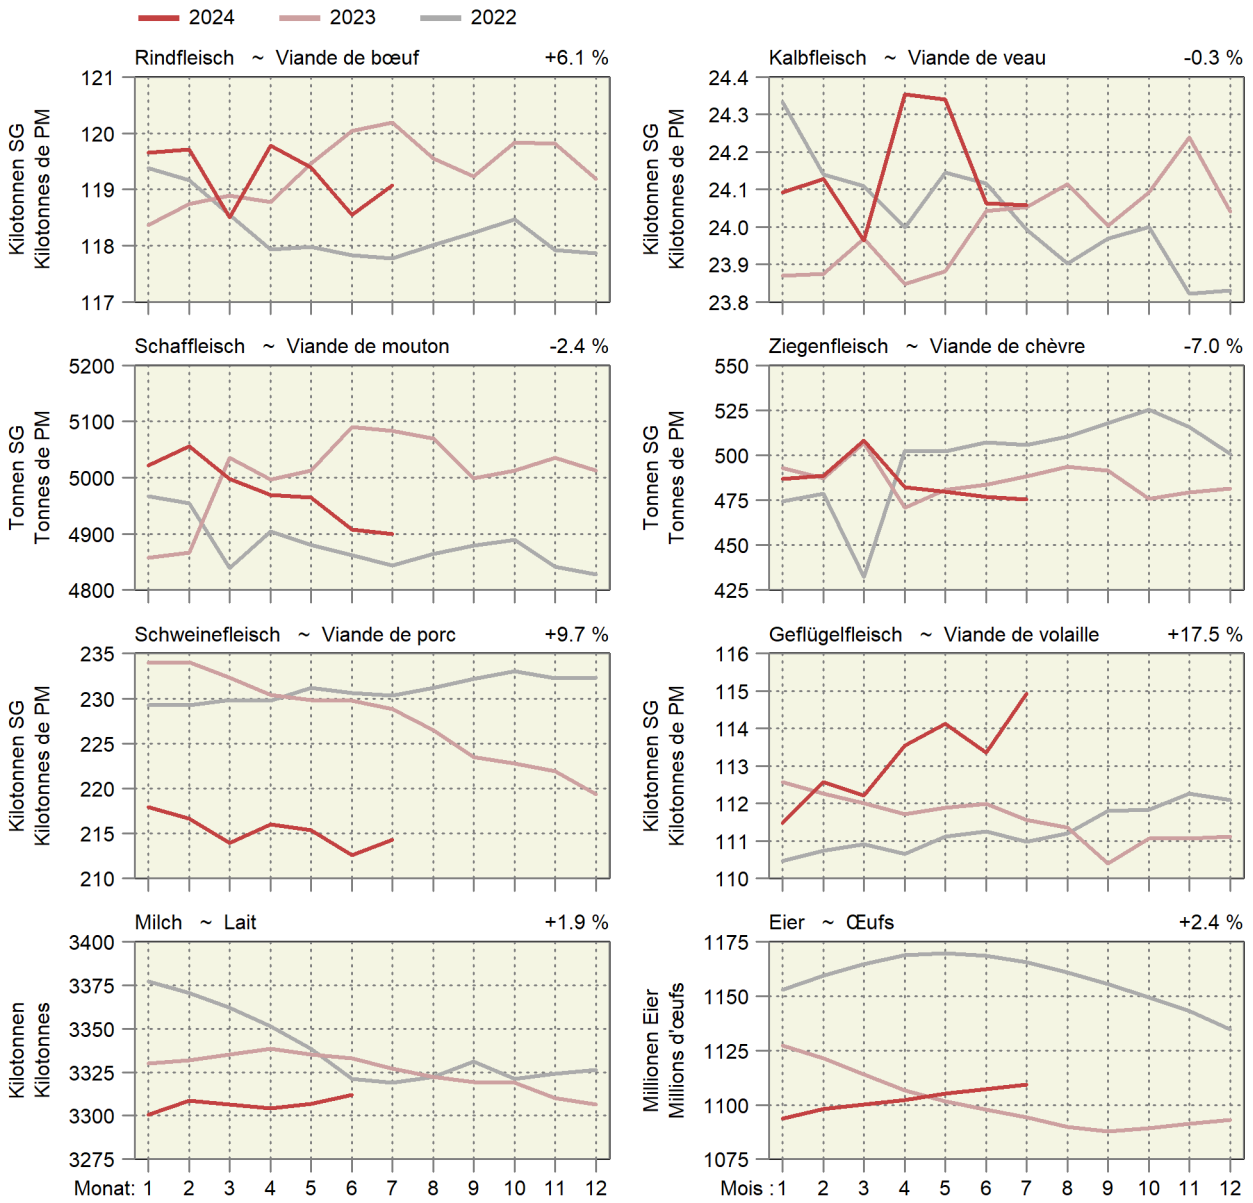 2024 2023 2022
Rindfleisch ~ Viande de bœuf +6.1 %
Kilotonnen SG
Kilotonnes de PM
121
120
119
118
117
Kalbfleisch ~ Viande de veau -0.3 %
Kilotonnen SG
Kilotonnes de PM
24.4
24.3
24.2
24.1
24.0
23.9
23.8
Schaffleisch ~ Viande de mouton -2.4 %
Tonnen SG
Tonnes de PM
5200
5100
5000
4900
4800
Ziegenfleisch ~ Viande de chèvre -7.0 %
Tonnen SG
Tonnes de PM
550
525
500
475
450
425
Schweinefleisch ~ Viande de porc +9.7 %
Kilotonnen SG
Kilotonnes de PM
235
230
225
220
215
210
Geflügelfleisch ~ Viande de volaille +17.5 %
Kilotonnen SG
Kilotonnes de PM
116
115
114
113
112
111
110
Milch ~ Lait +1.9 %
Kilotonnen
Kilotonnes
3400
3375
3350
3325
3300
3275
Monat: 1 2 3 4 5 6 7 8 9 10 11 12
Eier ~ Œufs +2.4 %
Millionen Eier
Millions d'œufs
1175
1150
1125
1100
1075
Mois : 1 2 3 4 5 6 7 8 9 10 11 12